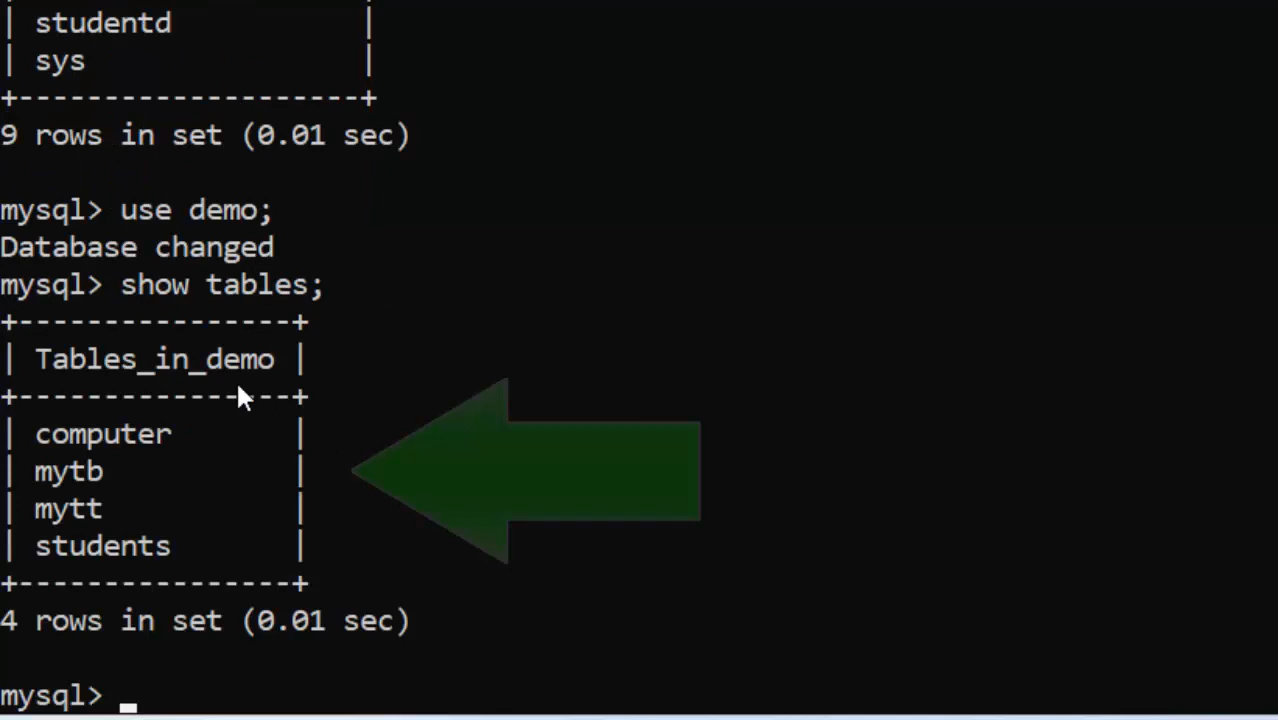 | studentd           |
| sys                |
+--------------------+
9 rows in set (0.01 sec)
mysql> use demo;
Database changed
mysql> show tables;
+----------------+
| Tables_in_demo |
+----------------+
| computer       |
| mytb           |
| mytt           |
| students       |
+----------------+
4 rows in set (0.01 sec)
mysql>